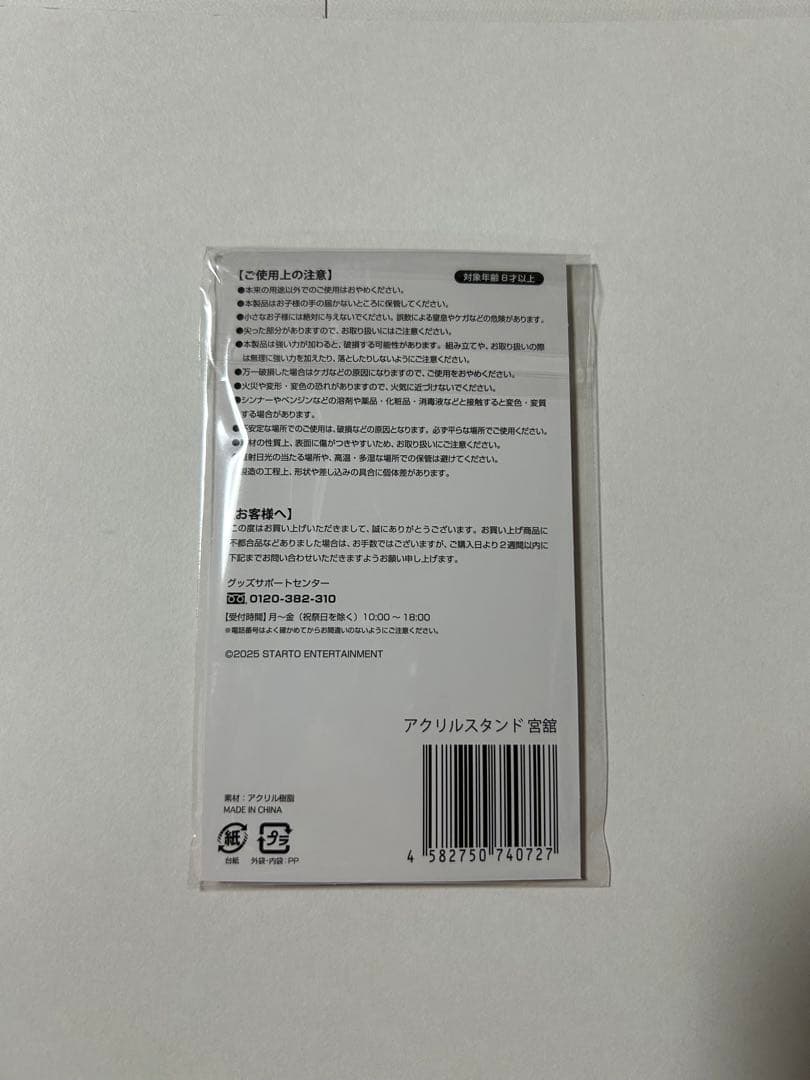 【ご使用上の注意】
対象年齢 8才以上
●本来の用途以外でのご使用はおやめください。
●本製品はお子様の手の届かないところに保管してください。
●小さなお子様には絶対に与えないでください。誤飲による窒息やケガなどの危険があります。
●尖った部分がありますので、お取り扱いにはご注意ください。
●本製品は強い力が加わると、破損する可能性があります。組み立てや、お取り扱いの際
は無理に強い力を加えたり、落としたりしないようにご注意ください。
●万一破損した場合はケガなどの原因になりますので、ご使用をおやめください。
●火災や変形・変色の恐れがありますので、火気に近づけないでください。
●シンナーやベンジンなどの溶剤や薬品・化粧品・消毒液などと接触すると変色・変質
する場合があります。
●不安定な場所でのご使用は、破損などの原因となります。必ず平らな場所でご使用ください。
●素材の性質上、表面に傷がつきやすいため、お取り扱いにご注意ください。
直射日光の当たる場所や、高温・多湿な場所での保管は避けてください。
製造の工程上、形状や差し込みの具合に個体差があります。
【お客様へ】
この度はお買い上げいただきまして、誠にありがとうございます。お買い上げ商品に
不都合品などありました場合は、お手数ではございますが、ご購入日より2週間以内に
下記までお問い合わせいただきますようお願い申し上げます。
グッズサポートセンター
0120-382-310
【受付時間】月〜金（祝祭日を除く）10:00〜18:00
※電話番号はよく確かめてからお間違いのないようにご注意ください。
©2025 STARTO ENTERTAINMENT
アクリルスタンド 宮舘
素材：アクリル樹脂
MADE IN CHINA
紙
プラ
台紙
外袋・内袋：PP
4 582750 740727